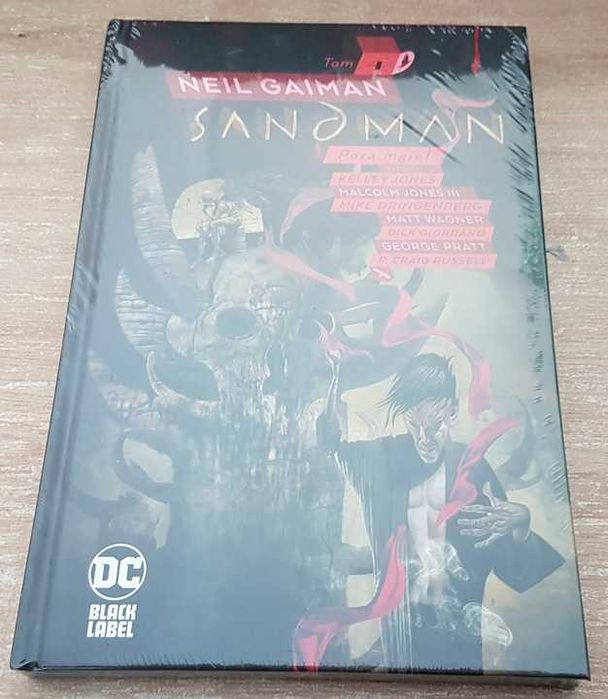 Tom 4
NEIL GAIMAN
SANDMAN
Pora mgieł
KELLEY JONES
MALCOLM JONES III
MIKE DRINGENBERG
MATT WAGNER
DICK GIORDANO
GEORGE PRATT
P. CRAIG RUSSELL
DC
BLACK
LABEL